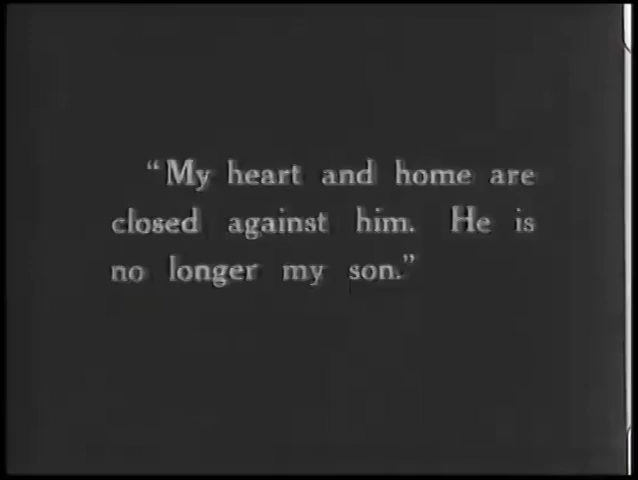 “My heart and home are
closed against him. He is
no longer my son.”